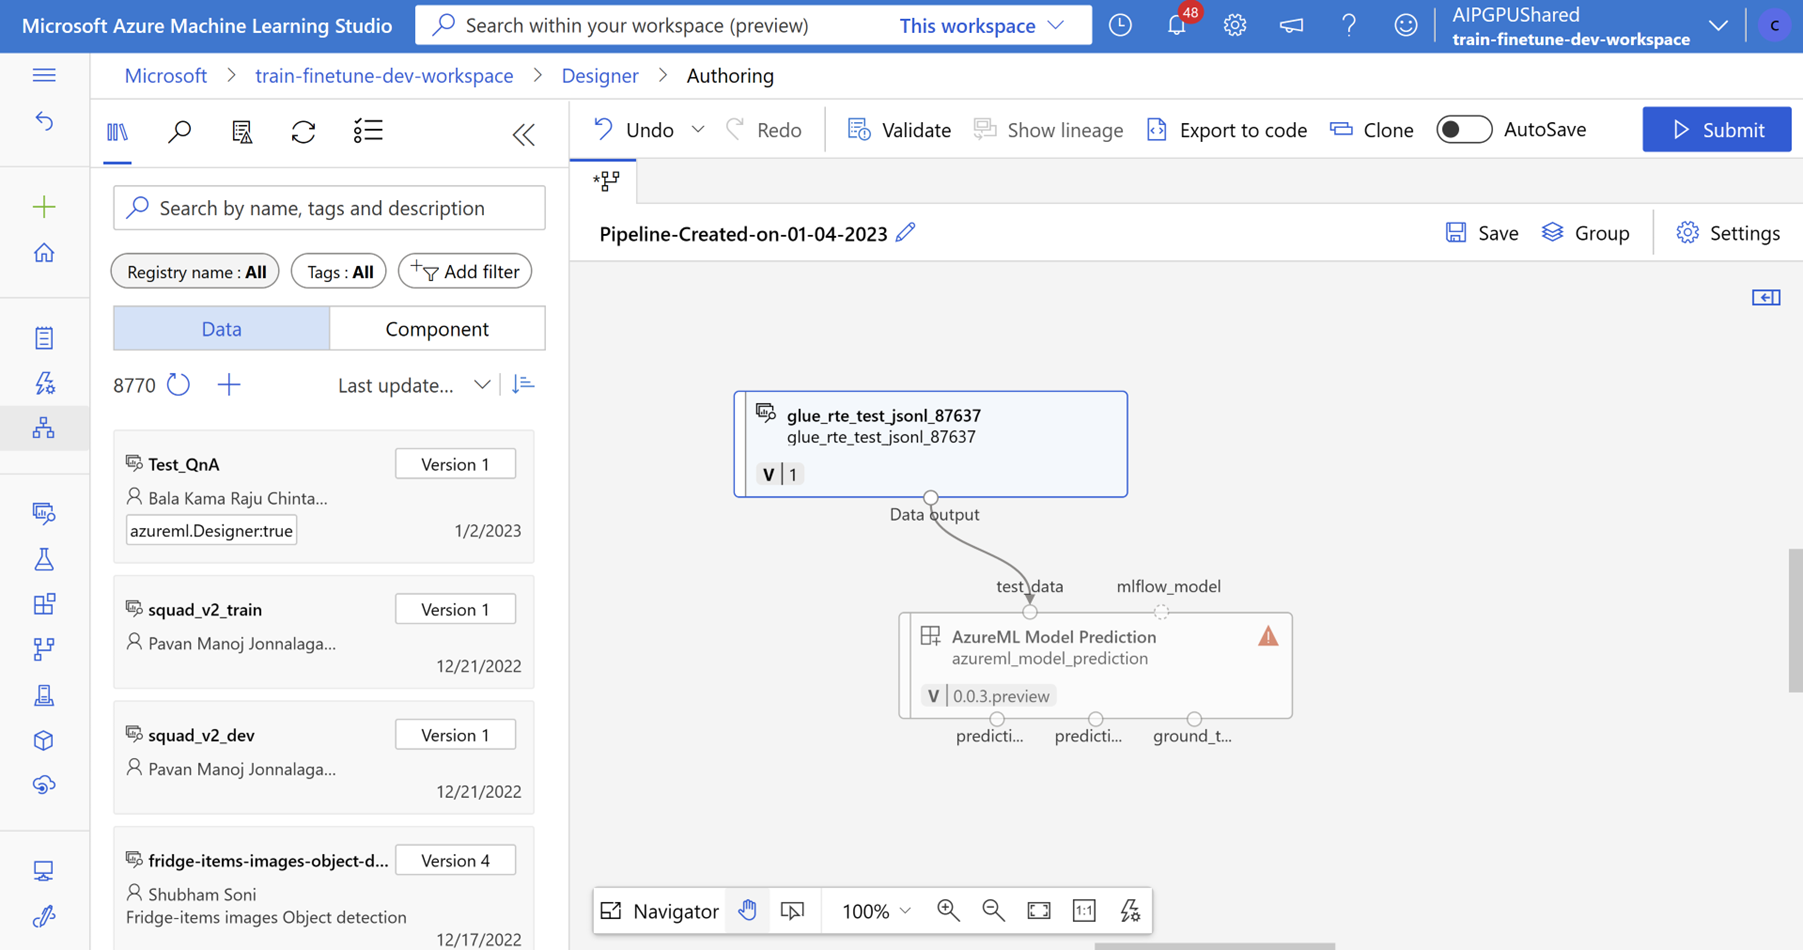 Microsoft Azure Machine Learning Studio
Search within your workspace (preview)
This workspace
48
AIPGPUShared
train-finetune-dev-workspace
C
Microsoft > train-finetune-dev-workspace > Designer > Authoring
Undo
Redo
Validate
Show lineage
Export to code
Clone
AutoSave
Submit
Search by name, tags and description
Registry name : All
Tags : All
Add filter
Data
Component
8770
Last update...
Test_QnA
Version 1
Bala Kama Raju Chinta...
azureml.Designer:true
1/2/2023
squad_v2_train
Version 1
Pavan Manoj Jonnalaga...
12/21/2022
squad_v2_dev
Version 1
Pavan Manoj Jonnalaga...
12/21/2022
fridge-items-images-object-d...
Version 4
Shubham Soni
Fridge-items images Object detection
12/17/2022
Pipeline-Created-on-01-04-2023
Save
Group
Settings
glue_rte_test_jsonl_87637
glue_rte_test_jsonl_87637
V 1
Data output
test_data
mlflow_model
AzureML Model Prediction
azureml_model_prediction
V 0.0.3.preview
predicti...
predicti...
ground_t...
Navigator
100%
1:1